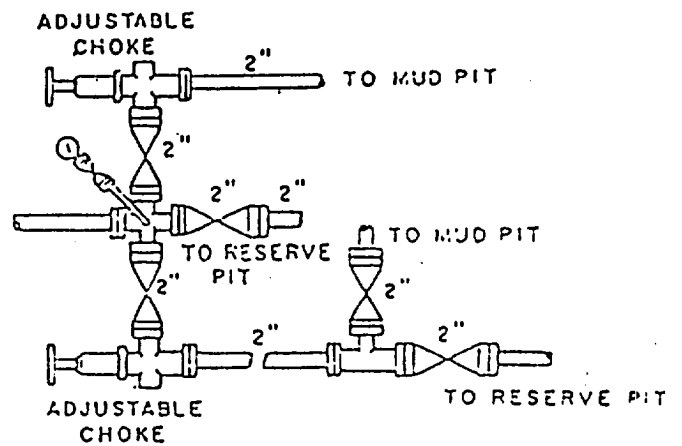 ADJUSTABLE
CHOKE
2"
TO MUD PIT
2"
2"
2"
TO RESERVE
PIT
TO MUD PIT
2"
2"
2"
2"
TO RESERVE PIT
ADJUSTABLE
CHOKE